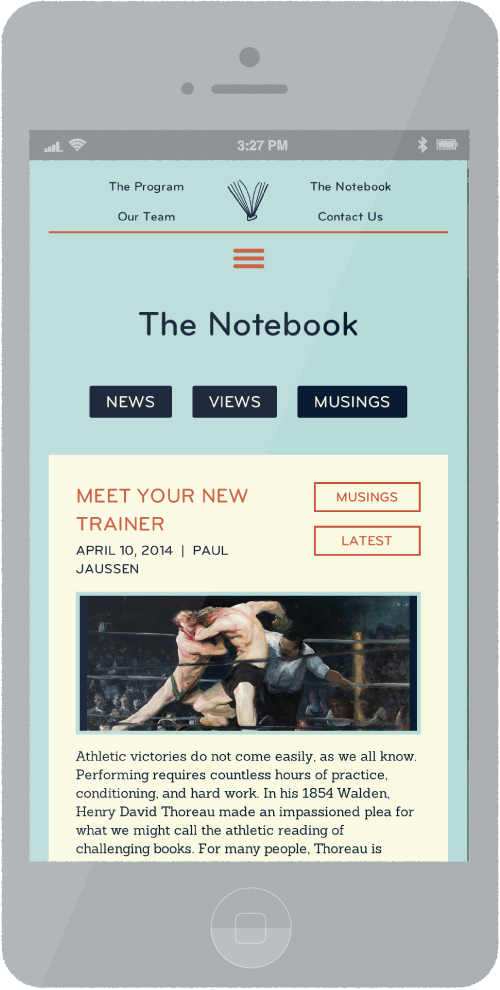 3:27 PM
The Program
The Notebook
Our Team
Contact Us
The Notebook
NEWS
VIEWS
MUSINGS
MEET YOUR NEW
TRAINER
APRIL 10, 2014 | PAUL
JAUSSEN
MUSINGS
LATEST
Athletic victories do not come easily, as we all know.
Performing requires countless hours of practice,
conditioning, and hard work. In his 1854 Walden,
Henry David Thoreau made an impassioned plea for
what we might call the athletic reading of
challenging books. For many people, Thoreau is